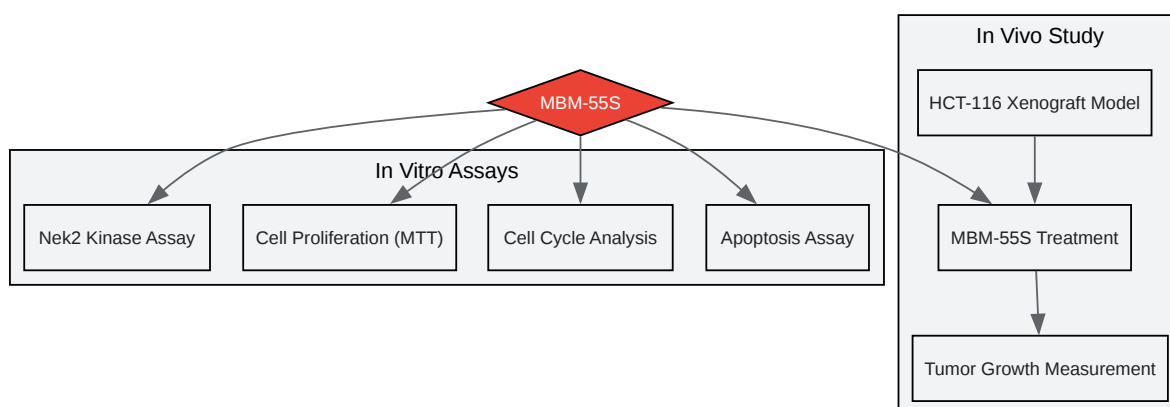 In Vivo Study
HCT-116 Xenograft Model
MBM-55S
In Vitro Assays
Nek2 Kinase Assay
Cell Proliferation (MTT)
Cell Cycle Analysis
Apoptosis Assay
MBM-55S Treatment
Tumor Growth Measurement